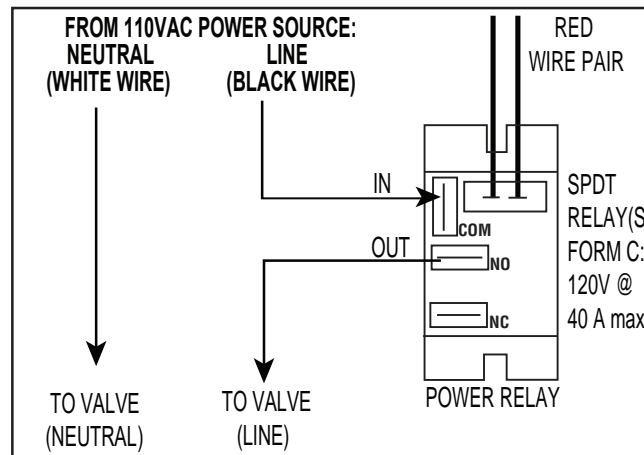 FROM 110VAC POWER SOURCE:
NEUTRAL
(WHITE WIRE)
LINE
(BLACK WIRE)
RED
WIRE PAIR
IN
COM
OUT
NO
NC
SPDT
RELAY(S
FORM C:
120V @
40 A max
POWER RELAY
TO VALVE
(NEUTRAL)
TO VALVE
(LINE)